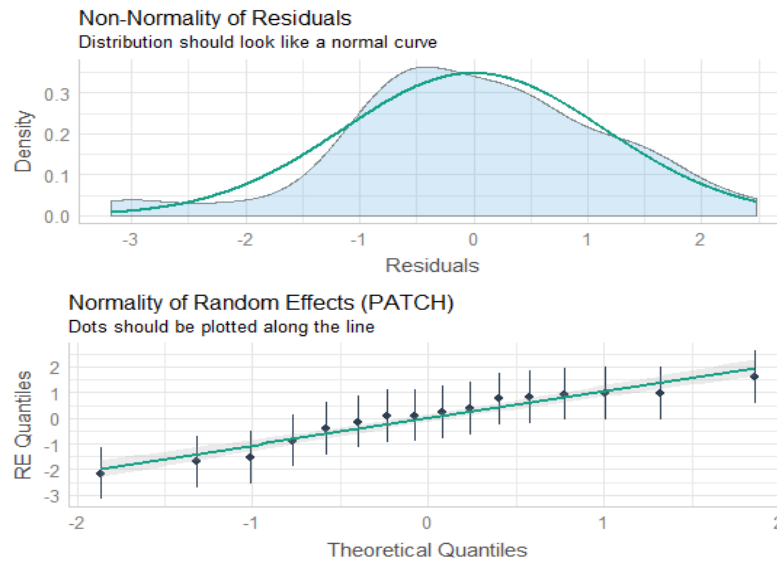 Non-Normality of Residuals
Distribution should look like a normal curve
Density
0.3
0.2
0.1
0.0
-3 -2 -1 0 1 2
Residuals
Normality of Random Effects (PATCH)
Dots should be plotted along the line
RE Quantiles
2
1
0
-1
-2
-3
-2 -1 0 1 2
Theoretical Quantiles